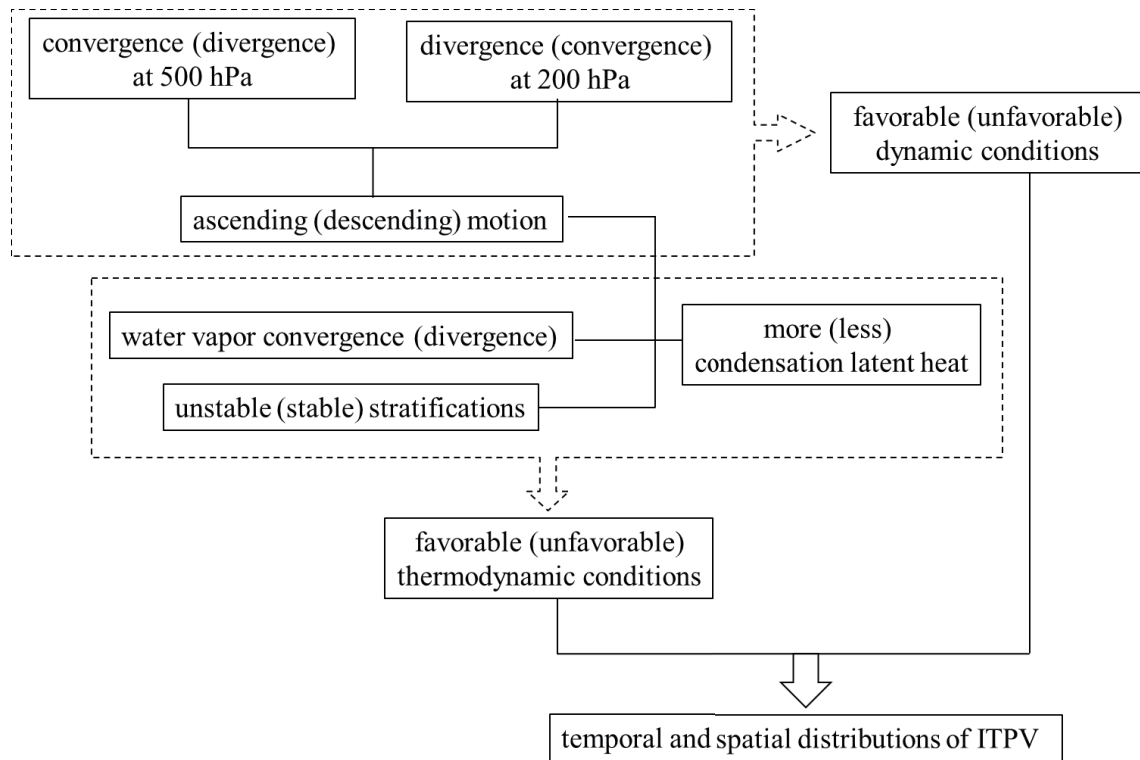 convergence (divergence)
at 500 hPa
divergence (convergence)
at 200 hPa
favorable (unfavorable)
dynamic conditions
ascending (descending) motion
water vapor convergence (divergence)
more (less)
condensation latent heat
unstable (stable) stratifications
favorable (unfavorable)
thermodynamic conditions
temporal and spatial distributions of ITPV